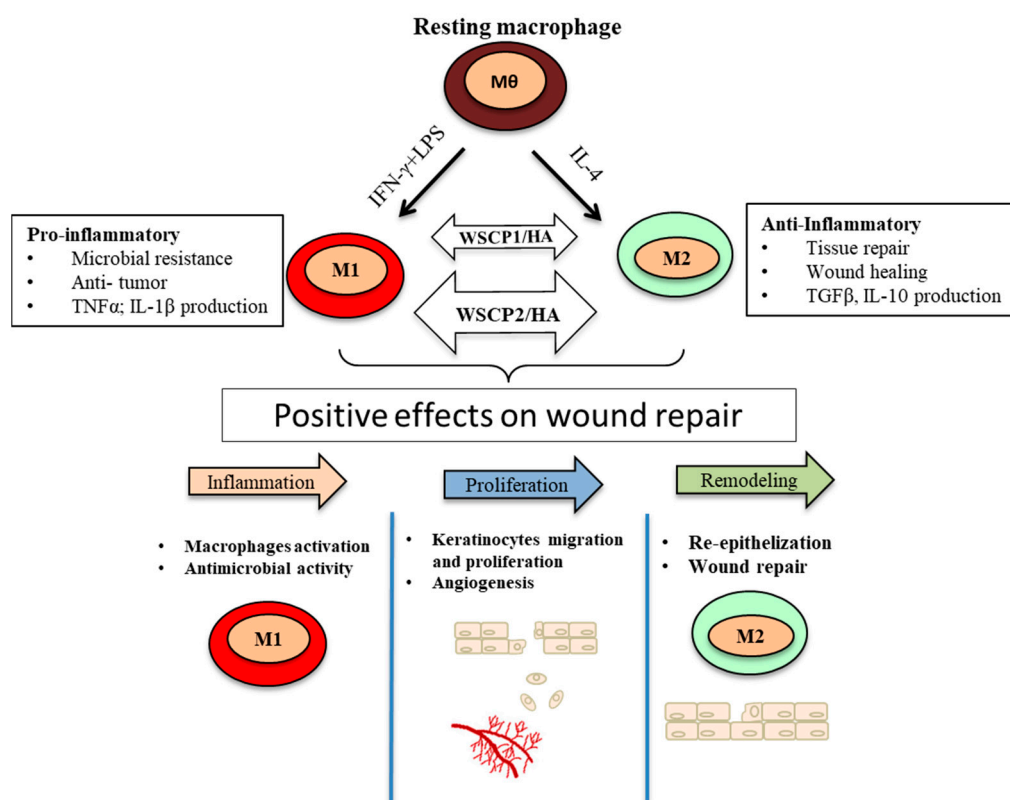 Resting macrophage
Mθ
IFN-γ+LPS
IL-4
Pro-inflammatory
• Microbial resistance
• Anti- tumor
• TNFα; IL-1β production
M1
WSCP1/HA
WSCP2/HA
M2
Anti-Inflammatory
• Tissue repair
• Wound healing
• TGFβ, IL-10 production
Positive effects on wound repair
Inflammation
Proliferation
Remodeling
• Macrophages activation
• Antimicrobial activity
M1
• Keratinocytes migration
and proliferation
• Angiogenesis
• Re-epithelization
• Wound repair
M2